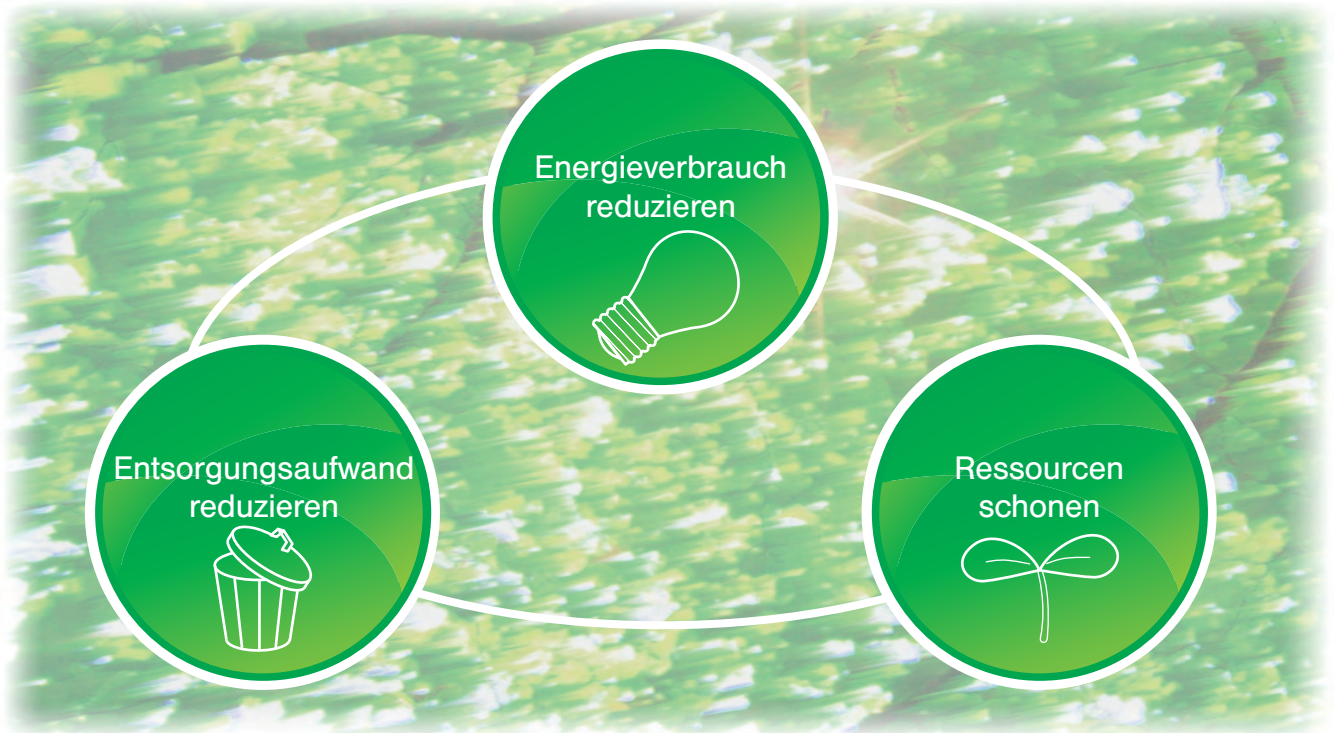 Energieverbrauch
reduzieren
Entsorgungsaufwand
reduzieren
Ressourcen
schonen